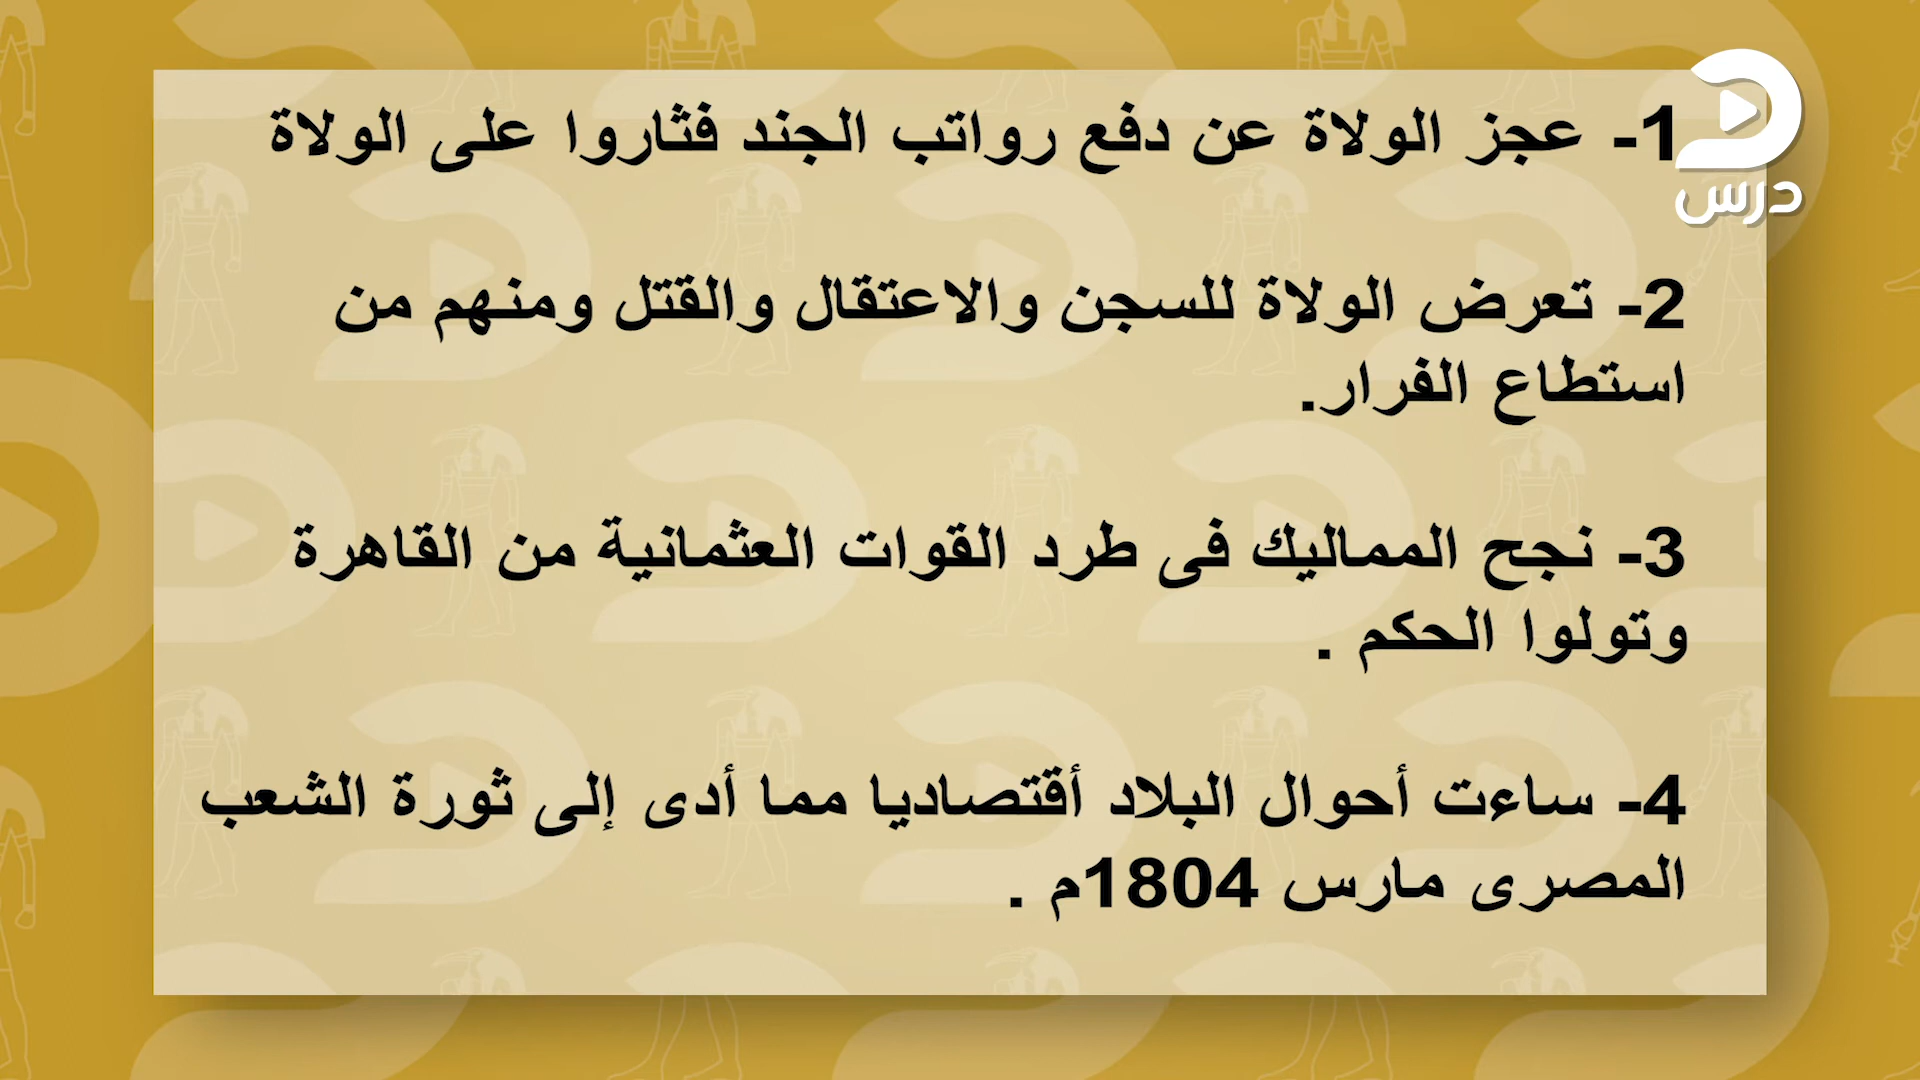 1- عجز الولاة عن دفع رواتب الجند فثاروا على الولاة
درس
2- تعرض الولاة للسجن والاعتقال والقتل ومنهم من
استطاع الفرار.
3- نجح المماليك فى طرد القوات العثمانية من القاهرة
وتولوا الحكم .
4- ساءت أحوال البلاد أقتصاديا مما أدى إلى ثورة الشعب
المصرى مارس 1804م .